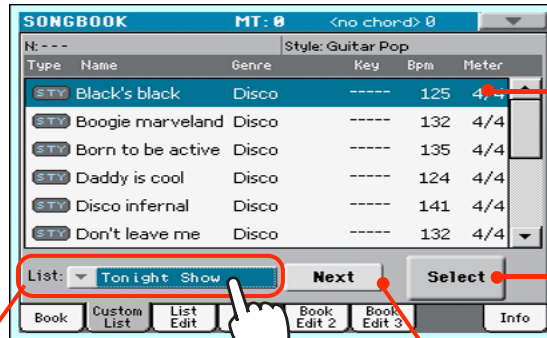 SONGBOOK MT: 0 <no chord> 0
N: --- Style: Guitar Pop
Type Name Genre Key Bpm Meter
STY Black's black Disco ----- 125 4/4
STY Boogie marveland Disco ----- 132 4/4
STY Born to be active Disco ----- 135 4/4
STY Daddy is cool Disco ----- 124 4/4
STY Disco infernal Disco ----- 141 4/4
STY Don't leave me Disco ----- 132 4/4
List: Tonight Show Next Select
Book Custom List List Edit Book Edit 2 Book Edit 3 Info